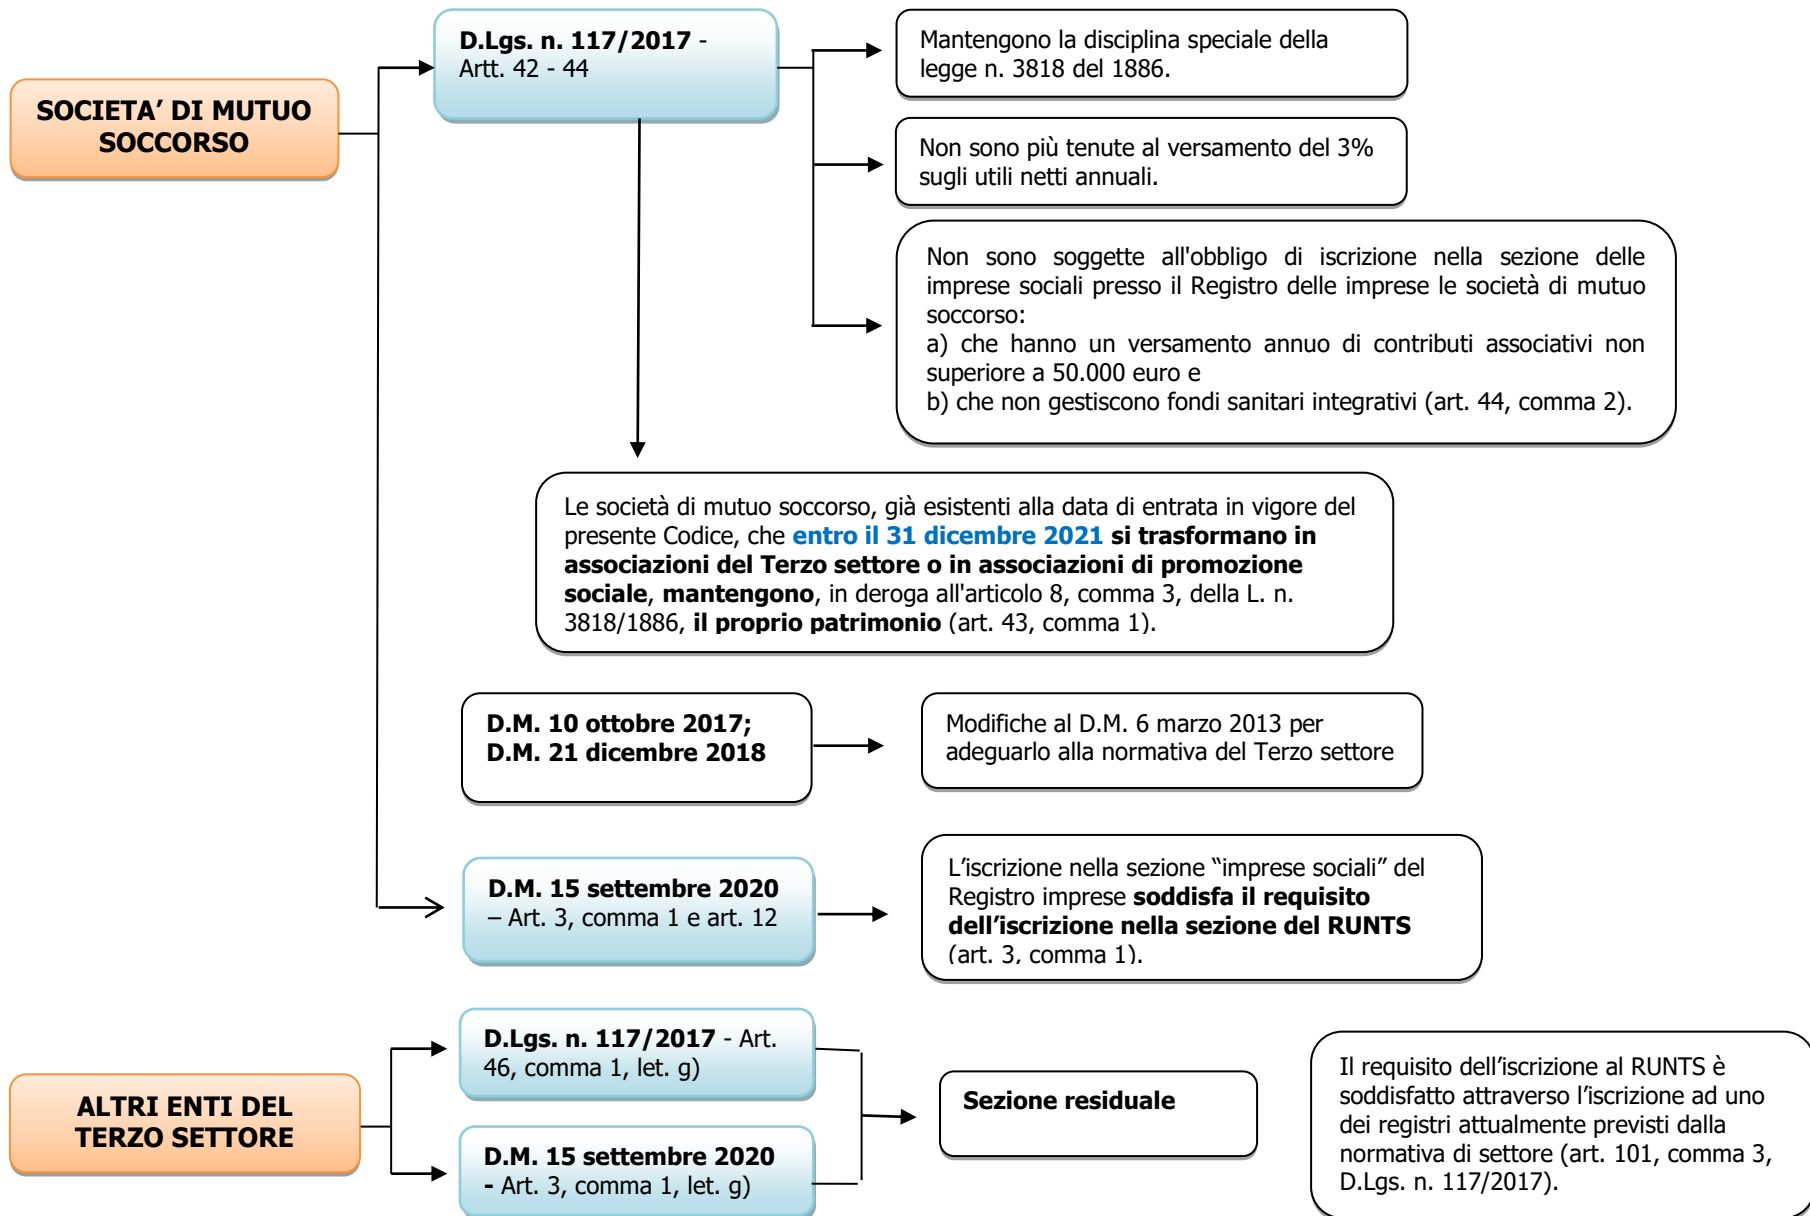 SOCIETA’ DI MUTUO
SOCCORSO
D.Lgs. n. 117/2017 -
Artt. 42 - 44
Mantengono la disciplina speciale della
legge n. 3818 del 1886.
Non sono più tenute al versamento del 3%
sugli utili netti annuali.
Non sono soggette all'obbligo di iscrizione nella sezione delle
imprese sociali presso il Registro delle imprese le società di mutuo
soccorso:
a) che hanno un versamento annuo di contributi associativi non
superiore a 50.000 euro e
b) che non gestiscono fondi sanitari integrativi (art. 44, comma 2).
Le società di mutuo soccorso, già esistenti alla data di entrata in vigore del
presente Codice, che entro il 31 dicembre 2021 si trasformano in
associazioni del Terzo settore o in associazioni di promozione
sociale, mantengono, in deroga all'articolo 8, comma 3, della L. n.
3818/1886, il proprio patrimonio (art. 43, comma 1).
D.M. 10 ottobre 2017;
D.M. 21 dicembre 2018
Modifiche al D.M. 6 marzo 2013 per
adeguarlo alla normativa del Terzo settore
D.M. 15 settembre 2020
– Art. 3, comma 1 e art. 12
L’iscrizione nella sezione “imprese sociali” del
Registro imprese soddisfa il requisito
dell’iscrizione nella sezione del RUNTS
(art. 3, comma 1).
ALTRI ENTI DEL
TERZO SETTORE
D.Lgs. n. 117/2017 - Art.
46, comma 1, let. g)
D.M. 15 settembre 2020
- Art. 3, comma 1, let. g)
Sezione residuale
Il requisito dell’iscrizione al RUNTS è
soddisfatto attraverso l’iscrizione ad uno
dei registri attualmente previsti dalla
normativa di settore (art. 101, comma 3,
D.Lgs. n. 117/2017).